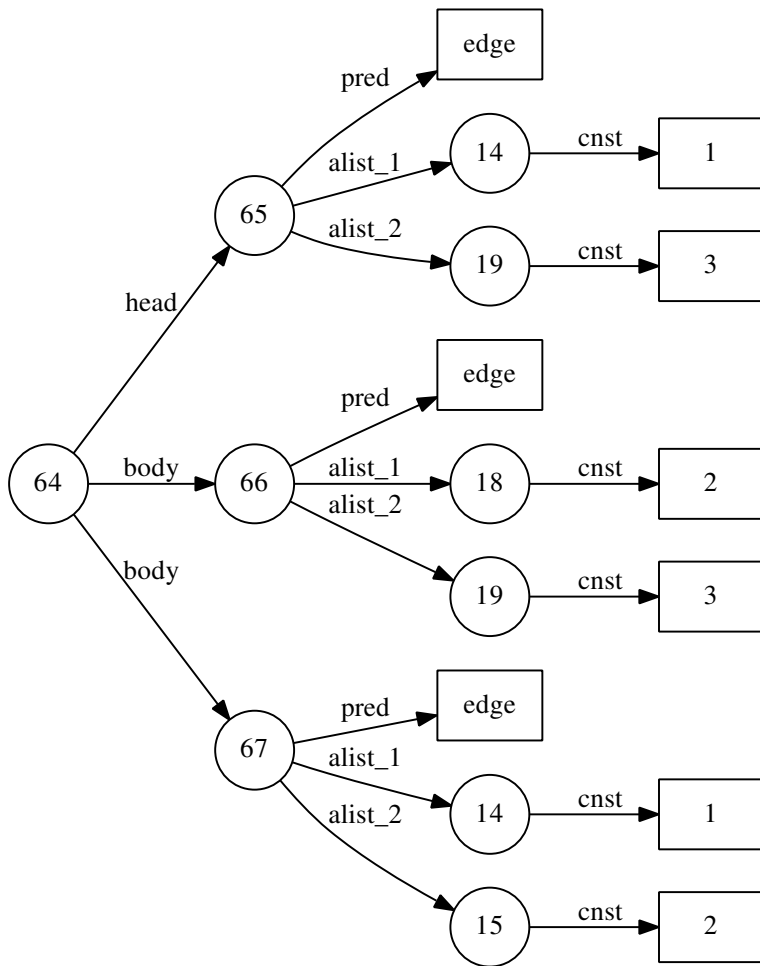 edge
pred
14
cnst
1
alist_1
65
alist_2
19
cnst
3
head
edge
pred
64
body
66
alist_1
18
cnst
2
alist_2
19
cnst
3
body
edge
pred
67
alist_1
14
cnst
1
alist_2
15
cnst
2